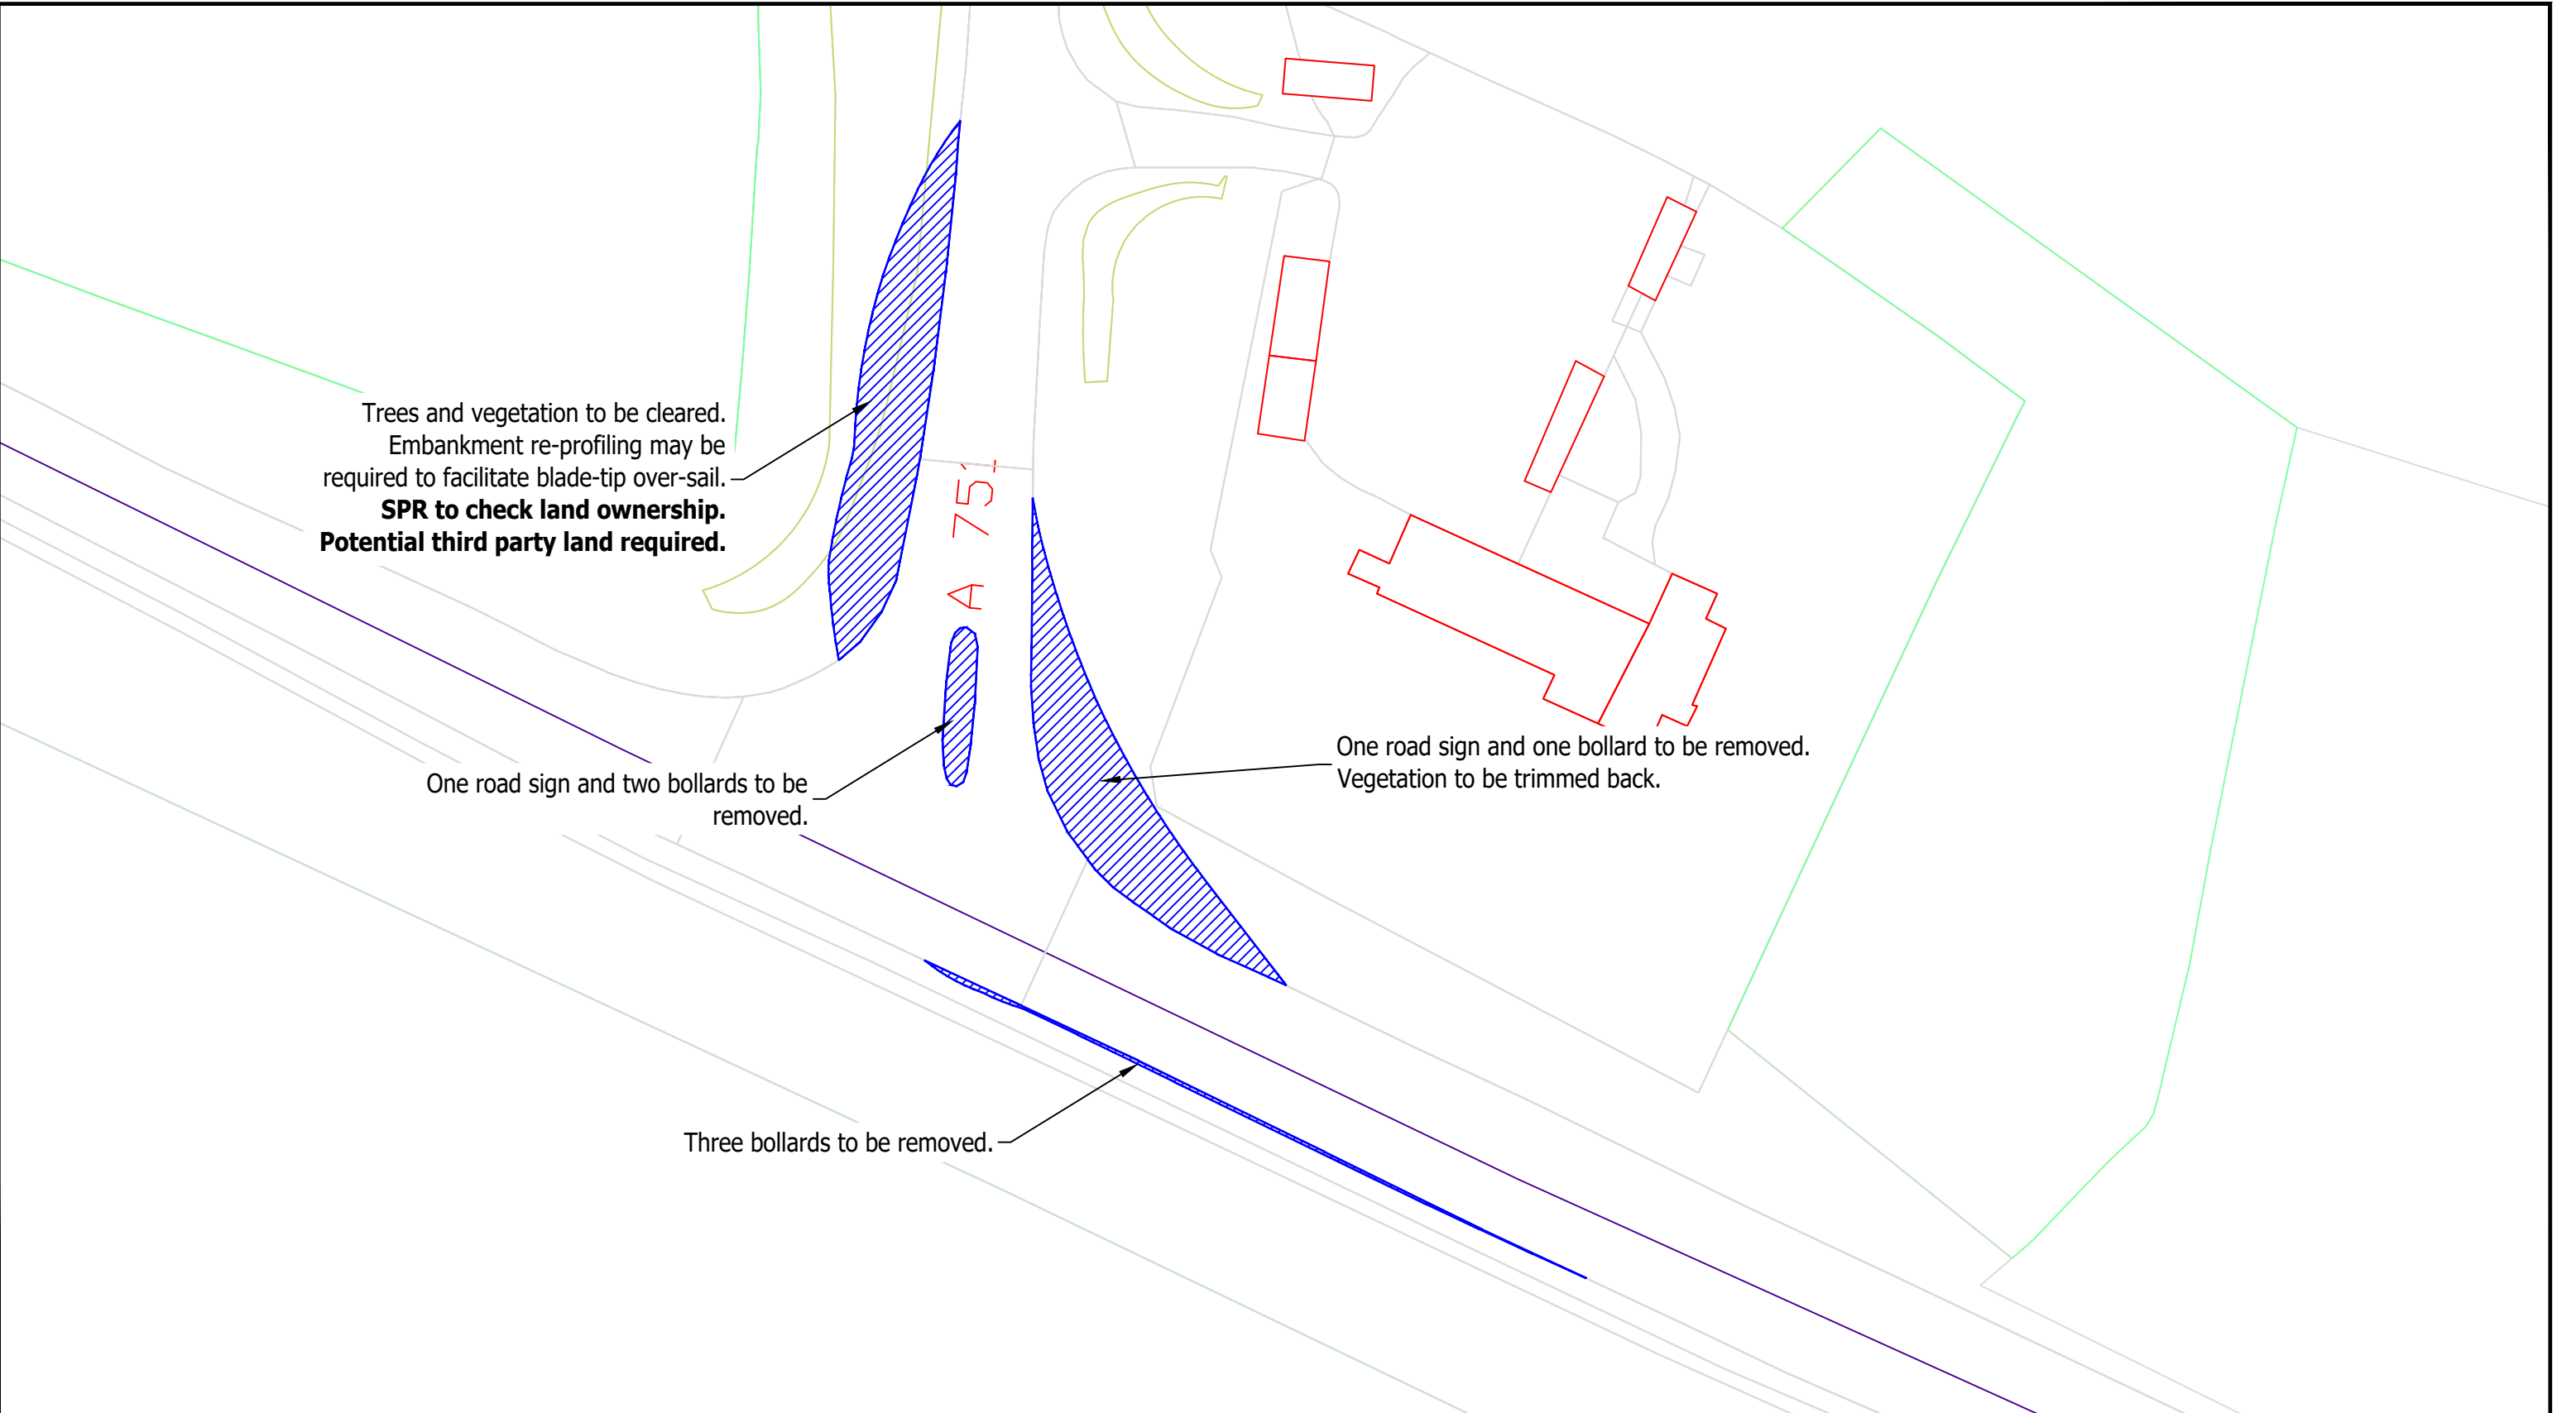 Trees and vegetation to be cleared.
Embankment re-profiling may be
required to facilitate blade-tip over-sail.
SPR to check land ownership.
Potential third party land required.
A 751
One road sign and two bollards to be
removed.
One road sign and one bollard to be removed.
Vegetation to be trimmed back.
Three bollards to be removed.